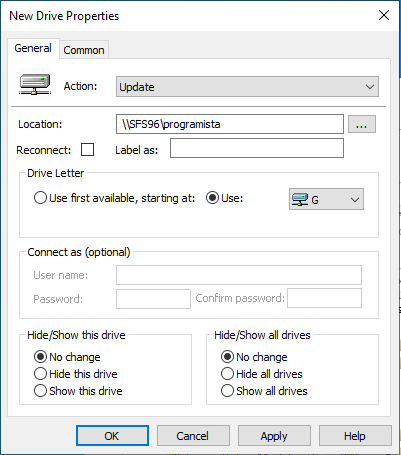 New Drive Properties
General Common
Action: Update
Location: \\SFS96\programista ...
Reconnect: Label as:
Drive Letter
Use first available, starting at: Use: G
Connect as (optional)
User name:
Password: Confirm password:
Hide/Show this drive Hide/Show all drives
No change No change
Hide this drive Hide all drives
Show this drive Show all drives
OK Cancel Apply Help